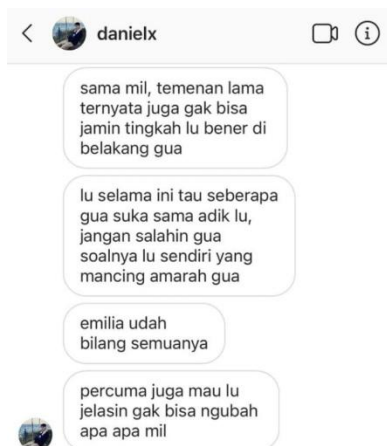 danielx
sama mil, temenan lama
ternyata juga gak bisa
jamin tingkah lu bener di
belakang gua
lu selama ini tau seberapa
gua suka sama adik lu,
jangan salahin gua
soalnya lu sendiri yang
mancing amarah gua
emilia udah
bilang semuanya
percuma juga mau lu
jelasin gak bisa ngubah
apa apa mil